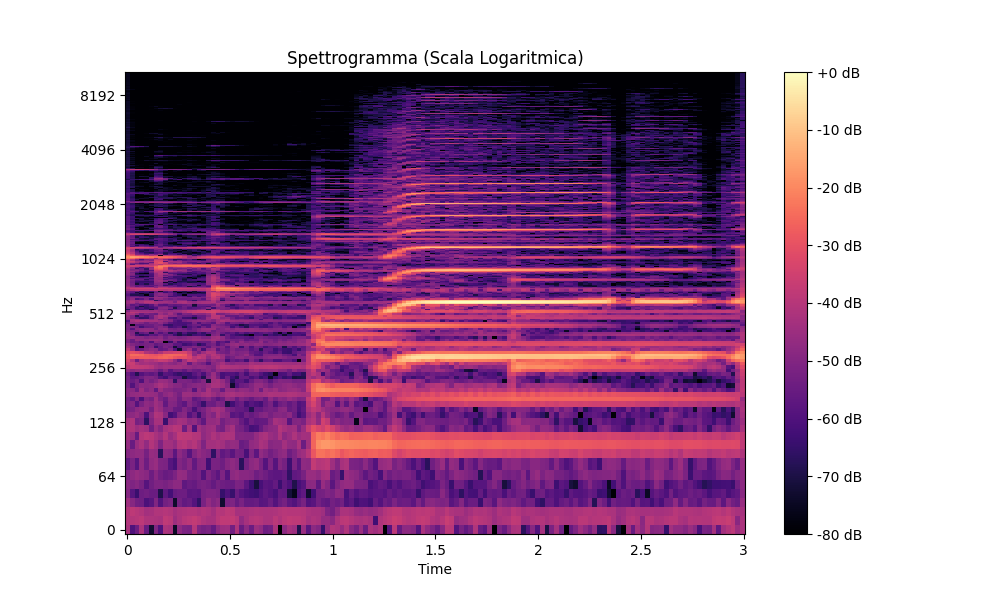 Spettrogramma (Scala Logaritmica)
Hz
8192
4096
2048
1024
512
256
128
64
0
0 0.5 1 1.5 2 2.5 3
Time
+0 dB
-10 dB
-20 dB
-30 dB
-40 dB
-50 dB
-60 dB
-70 dB
-80 dB